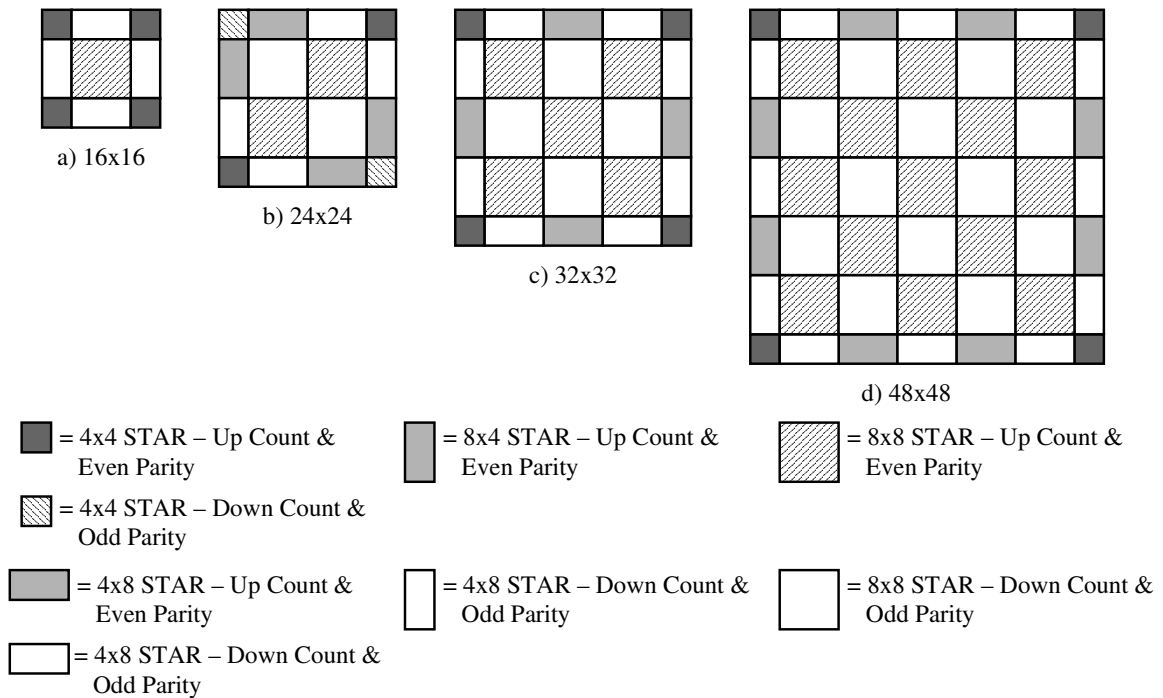 a) 16x16
b) 24x24
c) 32x32
d) 48x48
= 4x4 STAR – Up Count &
Even Parity
= 8x4 STAR – Up Count &
Even Parity
= 8x8 STAR – Up Count &
Even Parity
= 4x4 STAR – Down Count &
Odd Parity
= 4x8 STAR – Up Count &
Even Parity
= 4x8 STAR – Down Count &
Odd Parity
= 8x8 STAR – Down Count &
Odd Parity
= 4x8 STAR – Down Count &
Odd Parity